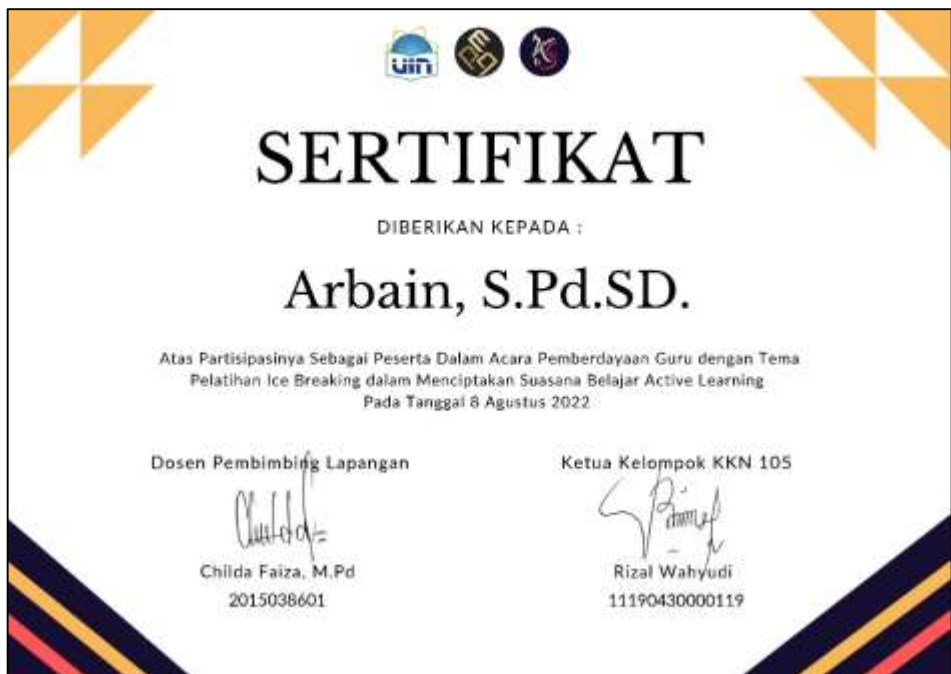 UIN
SERTIFIKAT
DIBERIKAN KEPADA :
Arbain, S.Pd.SD.
Atas Partisipasinya Sebagai Peserta Dalam Acara Pemberdayaan Guru dengan Tema
Pelatihan Ice Breaking dalam Menciptakan Suasana Belajar Active Learning
Pada Tanggal 8 Agustus 2022
Dosen Pembimbing Lapangan
Ketua Kelompok KKN 105
Childa Faiza, M.Pd
Rizal Wahyudi
2015038601
11190430000119